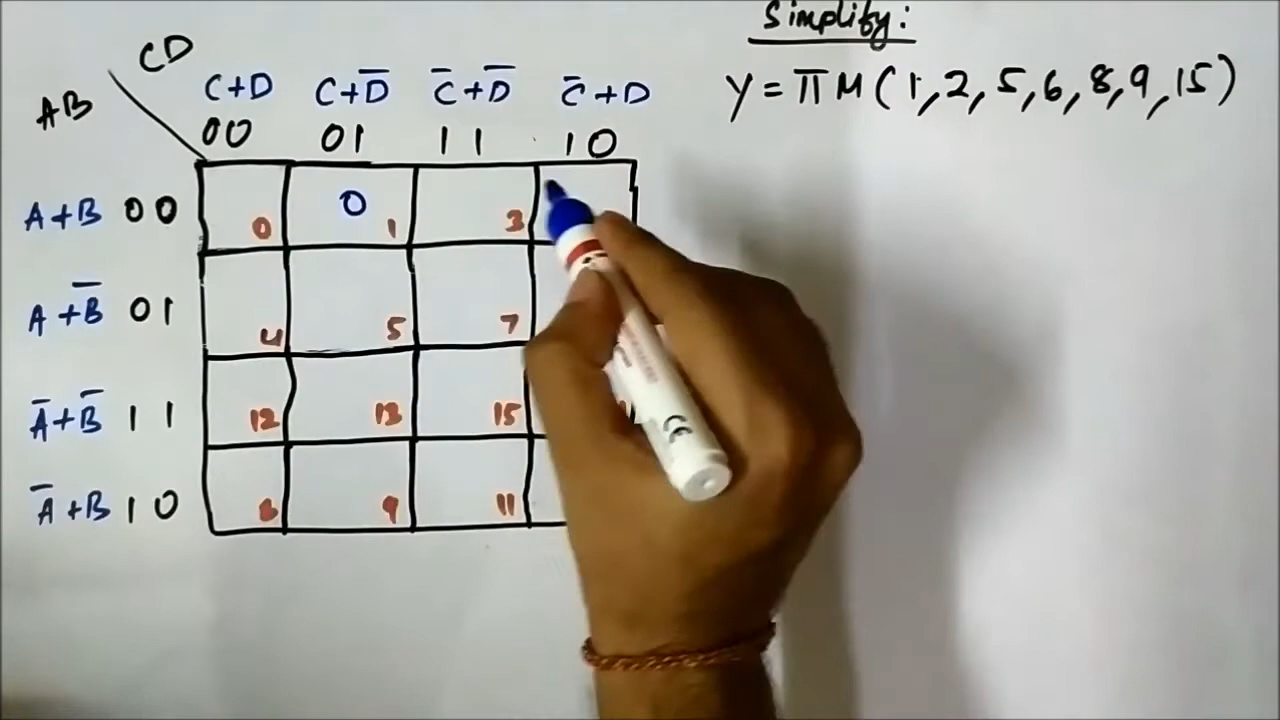 Simplify:
Y = πM(1,2,5,6,8,9,15)
CD
AB
C+D C+D̅ C̅+D̅ C̅+D
00 01 11 10
A+B 00 0 0 1 3
A+B̅ 01 4 5 7
A̅+B̅ 11 12 13 15
A̅+B 10 8 9 11
CE